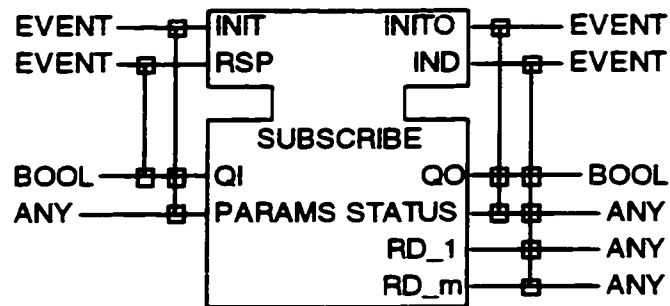 EVENT INIT INITO EVENT
EVENT RSP IND EVENT
SUBSCRIBE
BOOL QI QO BOOL
ANY PARAMS STATUS ANY
RD_1 ANY
RD_m ANY